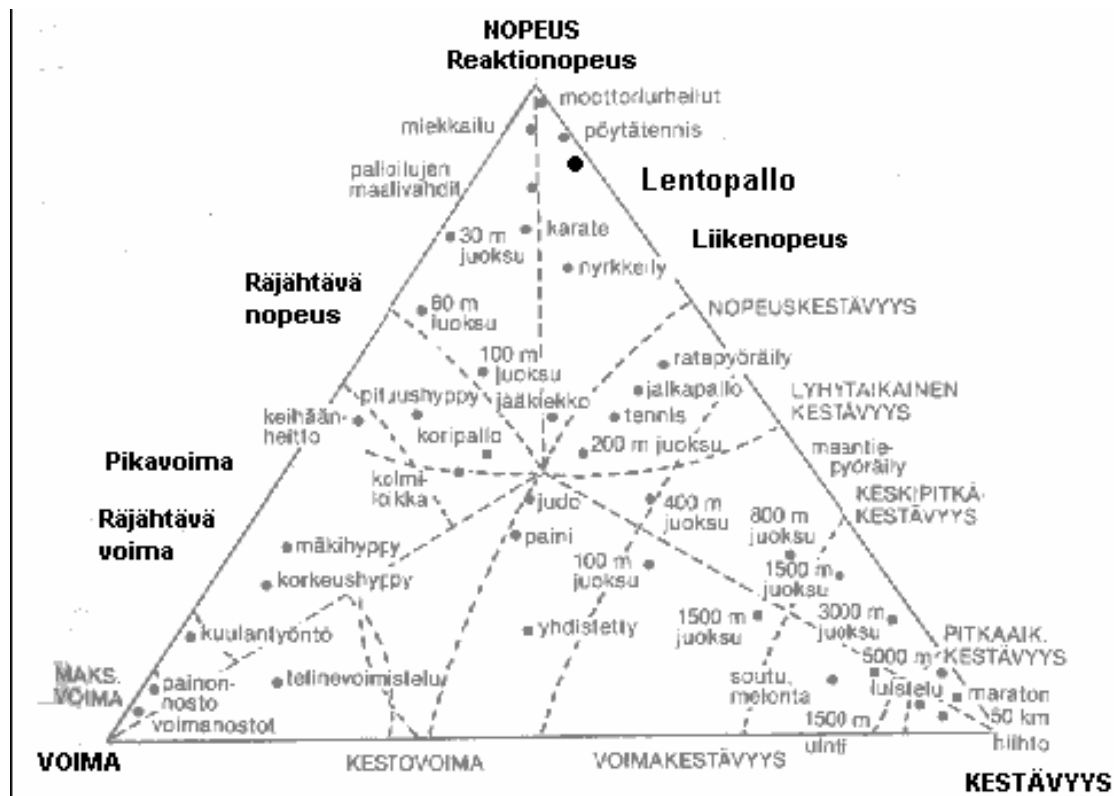 NOPEUS
Reaktionopeus
moottoriurheilut
miekkailu
pöytätennis
palloilujen
maalivahdit
Lentopallo
karate
30 m
juoksu
Liikenopeus
nyrkkeily
Räjähtävä
nopeus
60 m
juoksu
NOPEUSKESTÄVYYS
100 m
juoksu
ratapyöräily
pituushyppy
jääkiekko
jalkapallo
LYHYTAIKAINEN
KESTÄVYYS
keihään
heitto
koripallo
tennis
200 m juoksu
maantie-
pyöräily
Pikavoima
kolmi-
loikka
judo
400 m
juoksu
KESKIPITKÄ-
KESTÄVYYS
Räjähtävä
voima
mäkihyppy
paini
800 m
juoksu
korkeushyppy
100 m
juoksu
1500 m
juoksu
kuulantyöntö
yhdistetty
1500 m
juoksu
3000 m
juoksu
PITKÄAIK.
KESTÄVYYS
MAKS.
VOIMA
painon-
nosto
voimanostot
telinevoimistelu
soutu,
melonta
5000 m
luistelu
maraton
1500 m
uinti
50 km
hiihto
VOIMA
KESTOVOIMA
VOIMAKESTÄVYYS
KESTÄVYYS